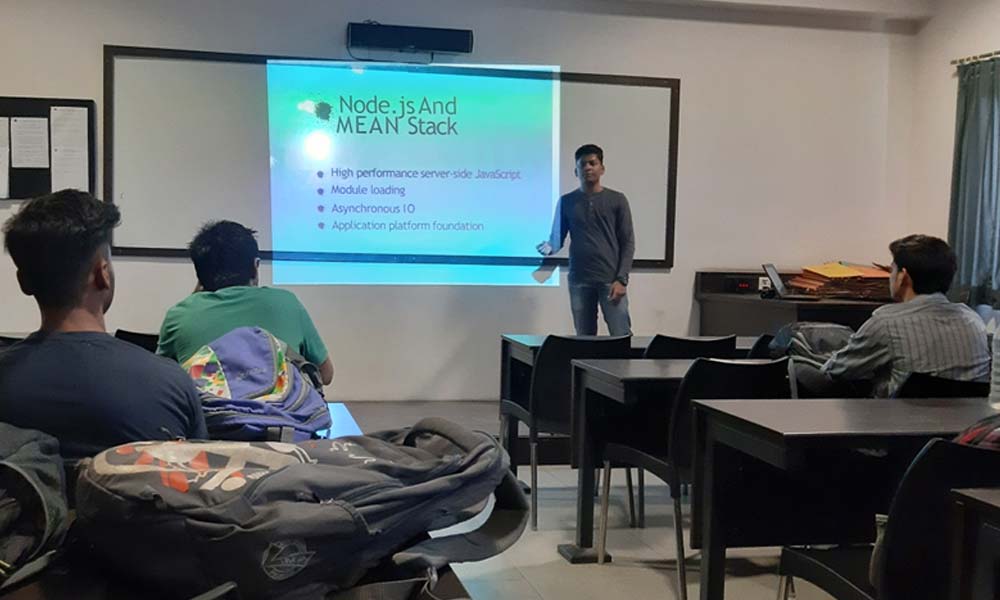 Node.js And
MEAN Stack
High performance server-side JavaScript
Module loading
Asynchronous IO
Application platform foundation